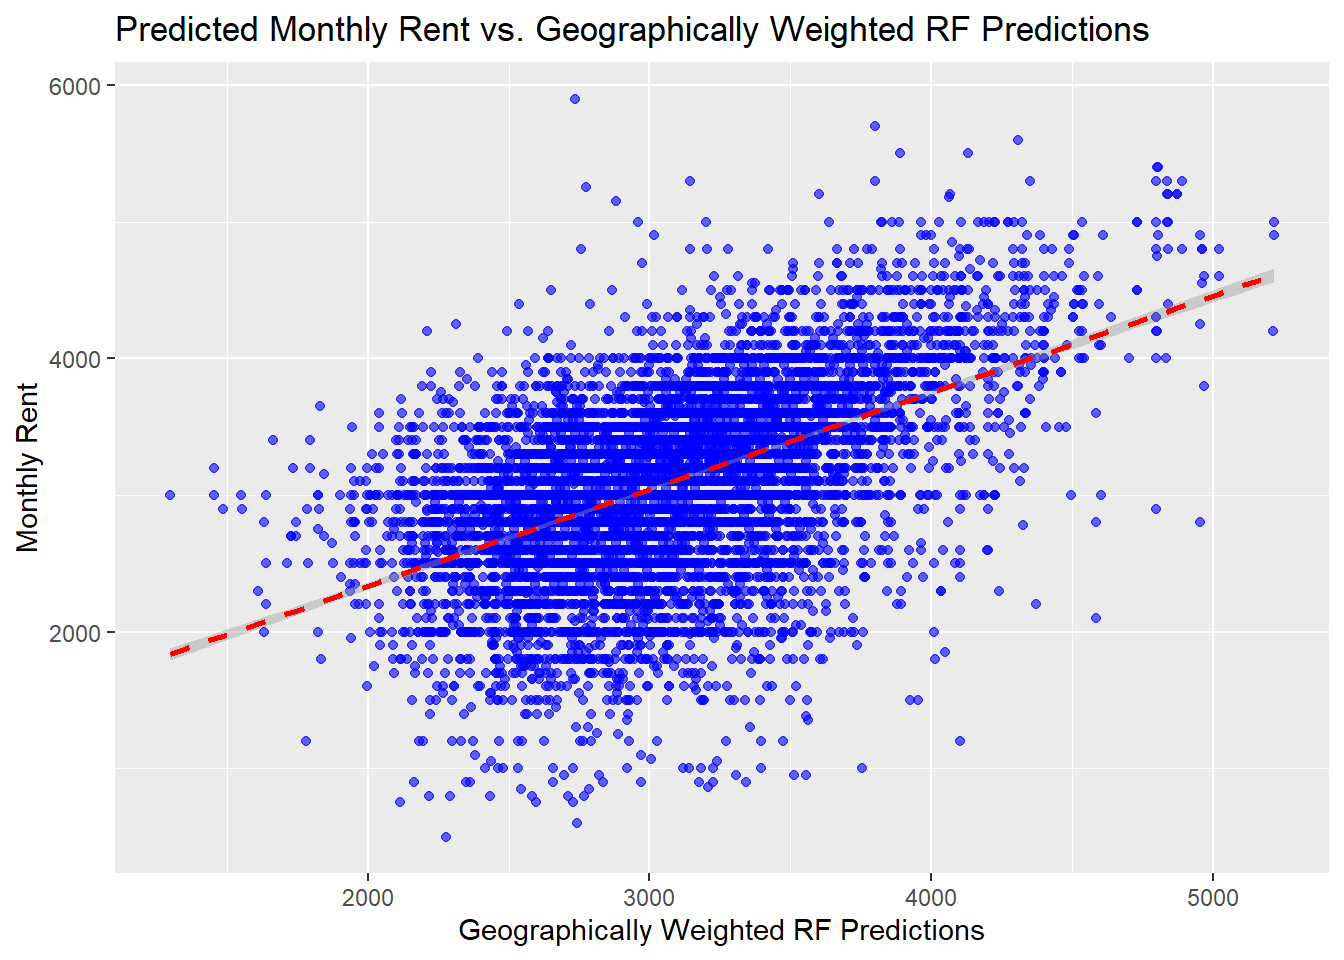 Predicted Monthly Rent vs. Geographically Weighted RF Predictions
6000
4000
2000
Monthly Rent
2000 3000 4000 5000
Geographically Weighted RF Predictions